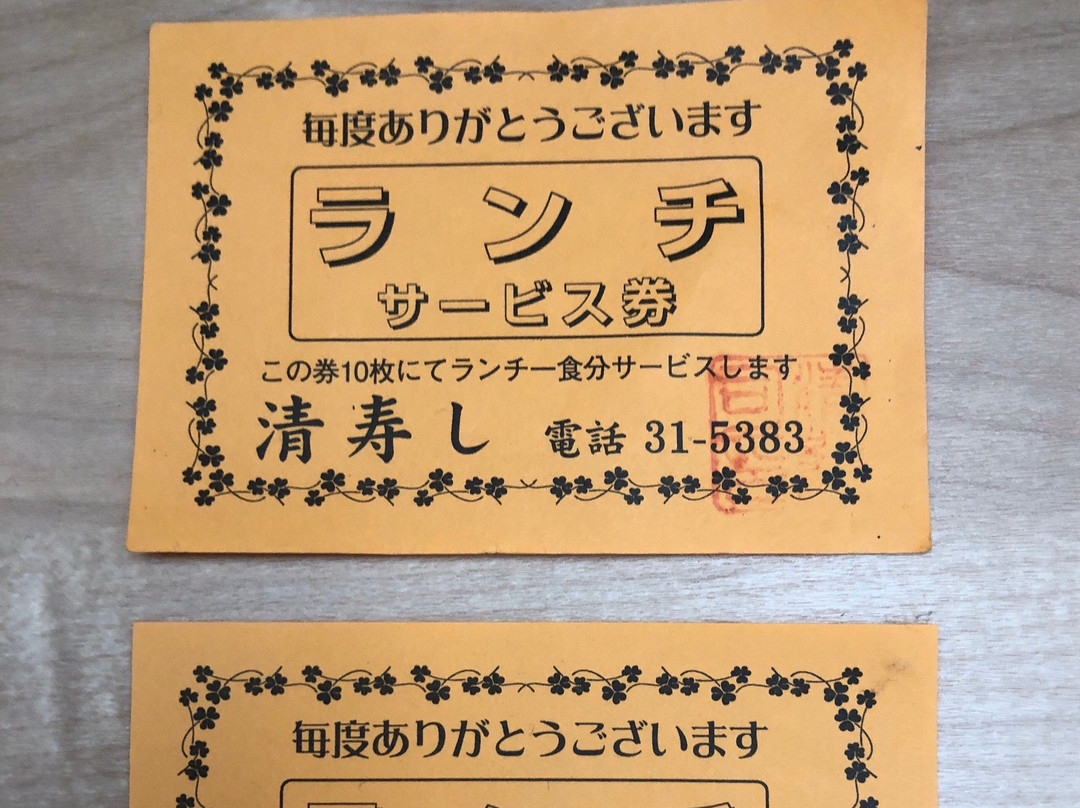 毎度ありがとうございます
ランチ
サービス券
この券10枚にてランチ一食分サービスします
清寿し 電話 31-5383
毎度ありがとうございます